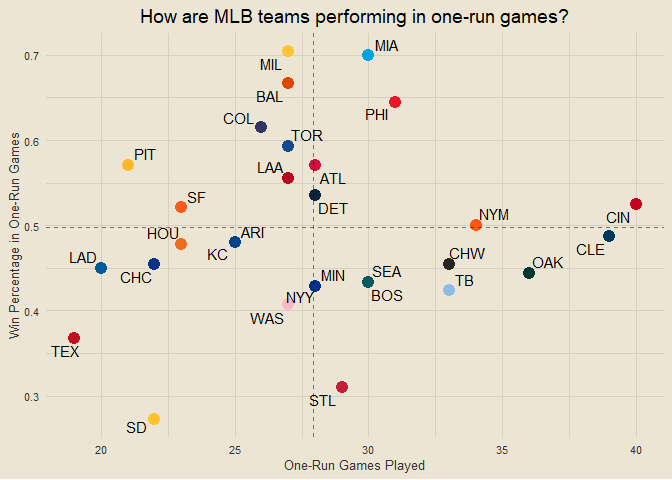 How are MLB teams performing in one-run games?
Win Percentage in One-Run Games
0.7
0.6
0.5
0.4
0.3
MIA
MIL
BAL
PHI
COL
TOR
PIT
LAA
ATL
SF
DET
NYM
CIN
HOU
ARI
KC
CLE
LAD
CHC
CHW
OAK
MIN
SEA
TB
NYY
BOS
WAS
TEX
STL
SD
20
25
30
35
40
One-Run Games Played